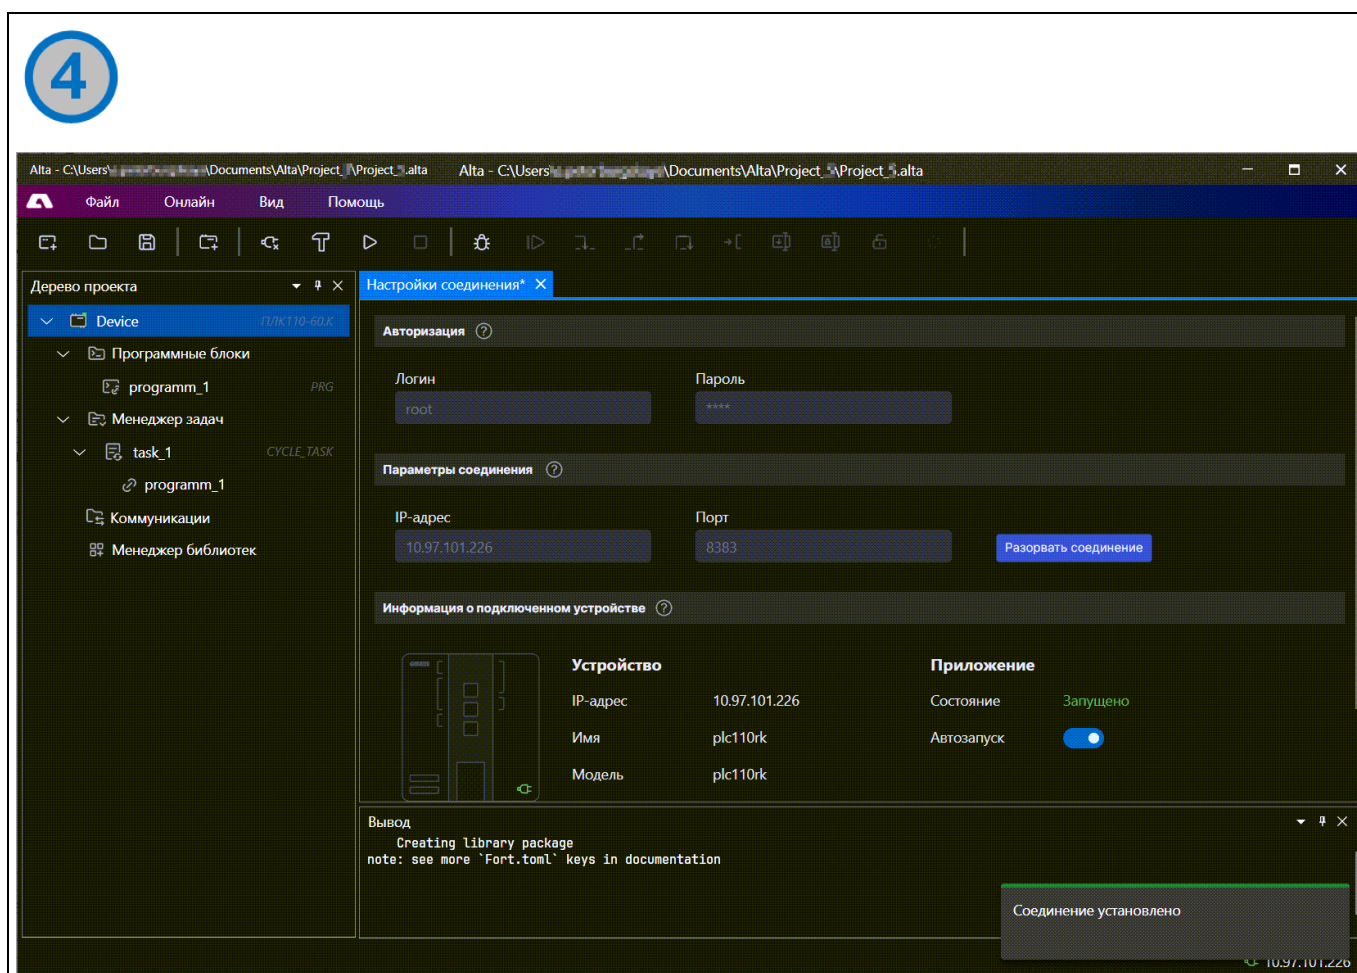 4
Alta - C:\Users\ \Documents\Alta\Project_ \Project_ .alta Alta - C:\Users\ \Documents\Alta\Project_ \Project_5.alta
Файл Онлайн Вид Помощь
Дерево проекта
Настройки соединения*
Device ПЛК110-60.К
Программные блоки
programm_1 PRG
Менеджер задач
task_1 CYCLE_TASK
programm_1
Коммуникации
Менеджер библиотек
Авторизация ?
Логин Пароль
root ****
Параметры соединения ?
IP-адрес Порт
10.97.101.226 8383 Разорвать соединение
Информация о подключенном устройстве ?
Устройство Приложение
IP-адрес 10.97.101.226 Состояние Запущено
Имя plc110rk Автозапуск
Модель plc110rk
Вывод
Creating library package
note: see more `Fort.toml` keys in documentation
Соединение установлено
10.97.101.226